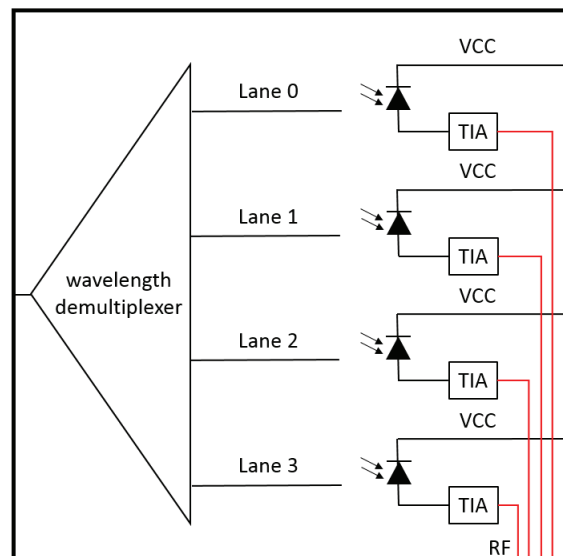 VCC
Lane 0
TIA
VCC
Lane 1
TIA
wavelength
demultiplexer
VCC
Lane 2
TIA
VCC
Lane 3
TIA
RF